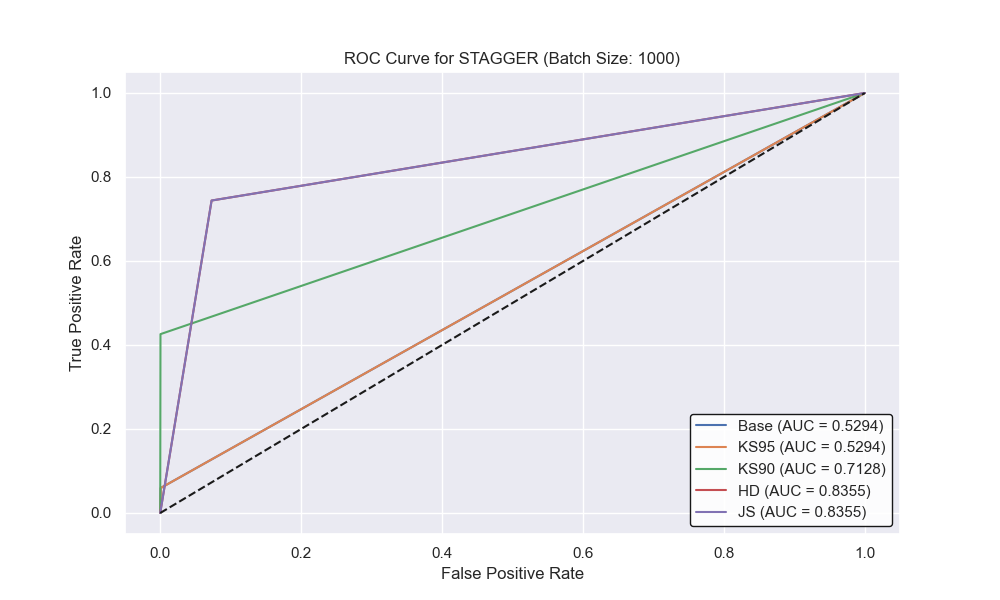 ROC Curve for STAGGER (Batch Size: 1000)
True Positive Rate
1.0
0.8
0.6
0.4
0.2
0.0
0.0 0.2 0.4 0.6 0.8 1.0
False Positive Rate
Base (AUC = 0.5294)
KS95 (AUC = 0.5294)
KS90 (AUC = 0.7128)
HD (AUC = 0.8355)
JS (AUC = 0.8355)